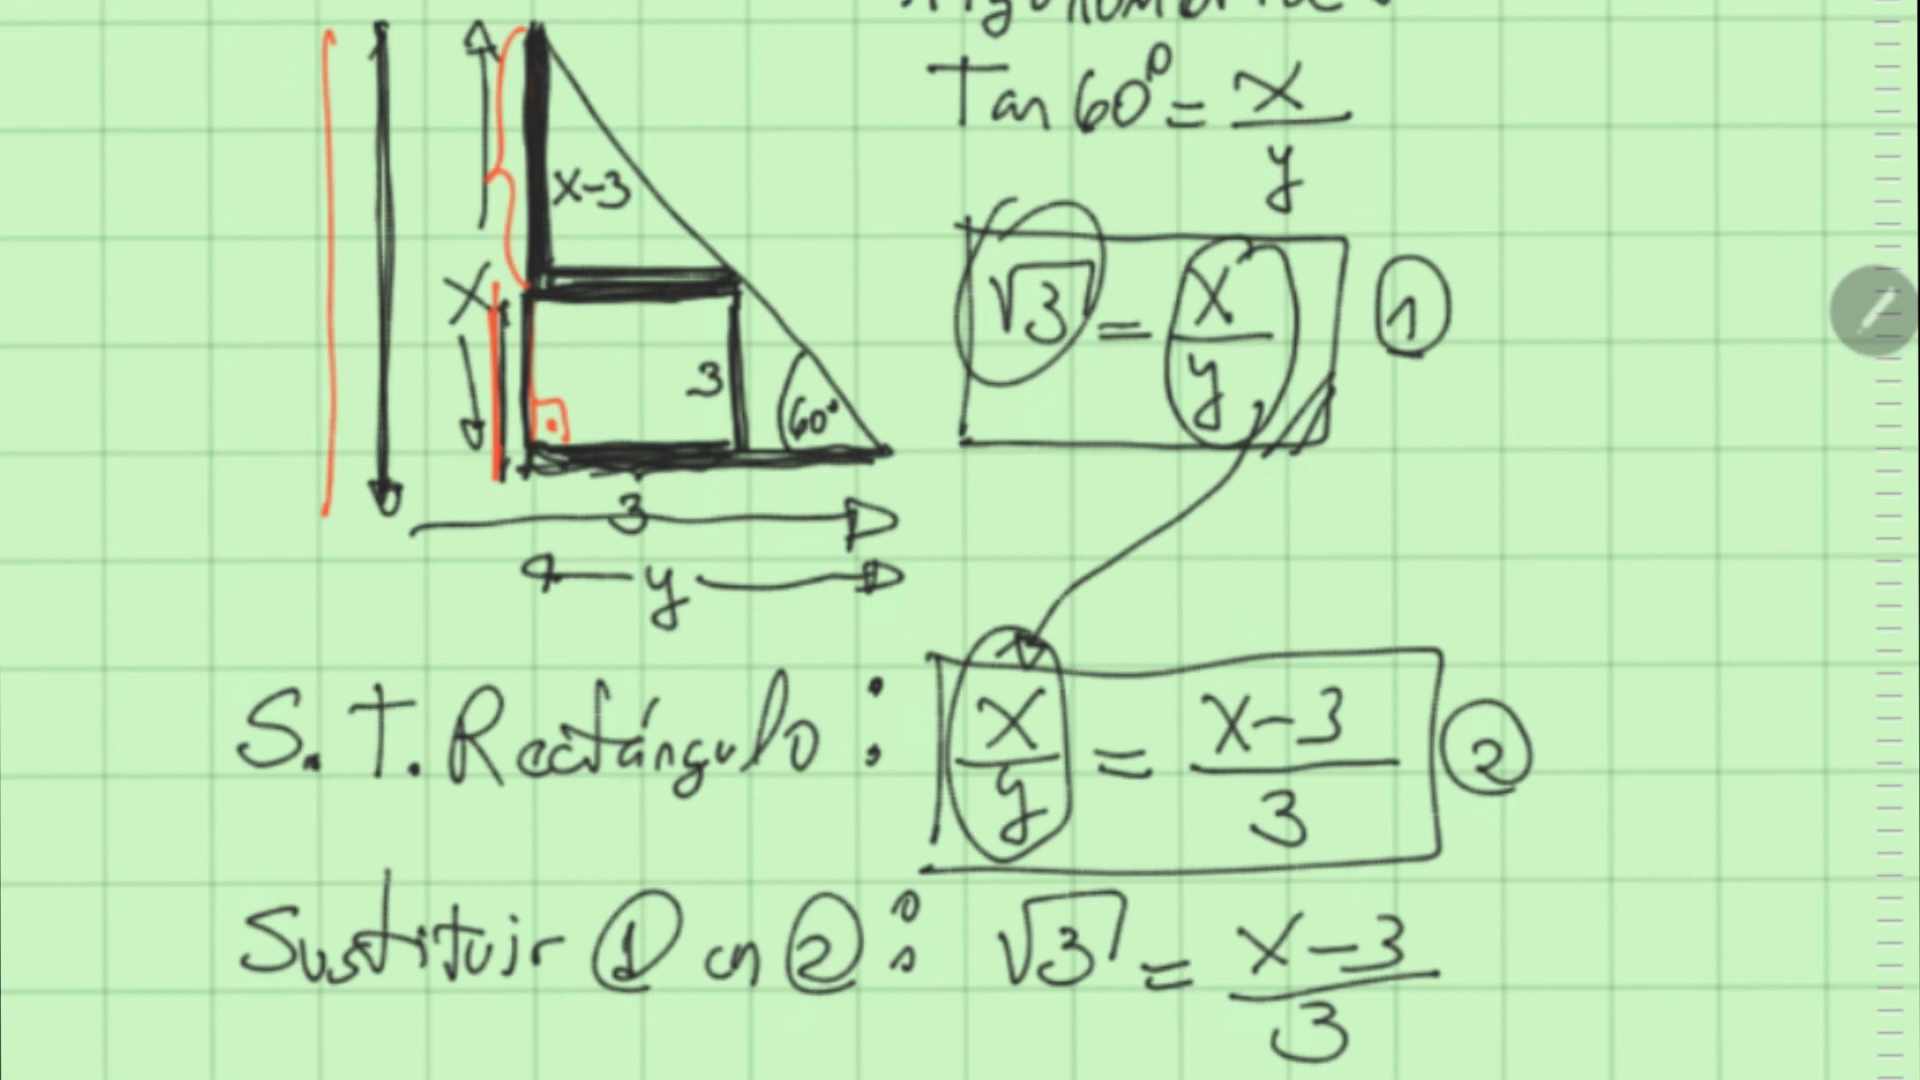 Tan 60° = x/y
x-3
√3 = x/y ①
x
3
60°
3
y
S. T. Rectángulo: x/y = x-3/3 ②
Sustituir ① en ②: √3 = x-3/3